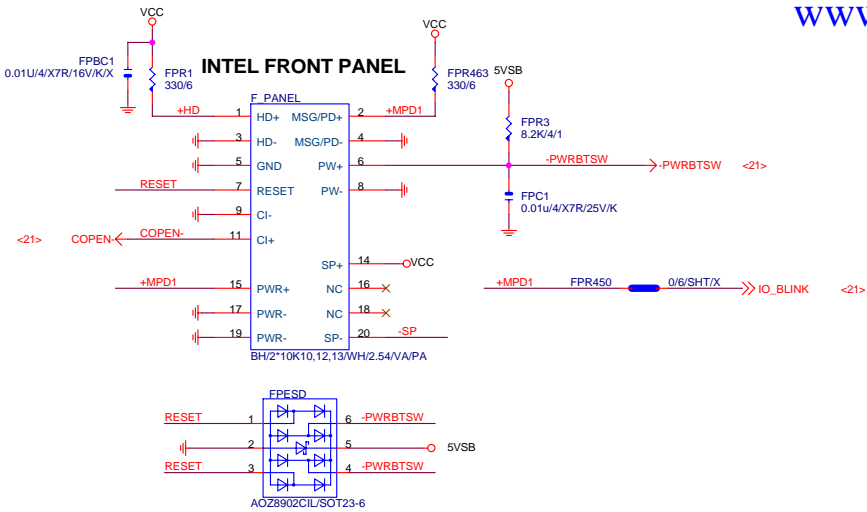 WWW
VCC
VCC
FPBC1
0.01U/4/X7R/16V/K/X
FPR1
330/6
INTEL FRONT PANEL
FPR463
330/6
5VSB
F_PANEL
+HD 1 HD+ MSG/PD+ 2 +MPD1
3 HD- MSG/PD- 4
FPR3
8.2K/4/1
5 GND PW+ 6 -PWRBTSW -PWRBTSW <21>
RESET 7 RESET PW- 8
FPC1
0.01u/4/X7R/25V/K
9 CI-
<21> COPEN- COPEN- 11 CI+
SP+ 14 VCC
+MPD1 15 PWR+ NC 16
+MPD1 FPR450 0/6/SHT/X IO_BLINK <21>
17 PWR- NC 18
19 PWR- SP- 20 -SP
BH/2*10K10,12,13/WH/2.54/VA/PA
FPESD
RESET 1 6 -PWRBTSW
2 5 5VSB
RESET 3 4 -PWRBTSW
AOZ8902CIL/SOT23-6